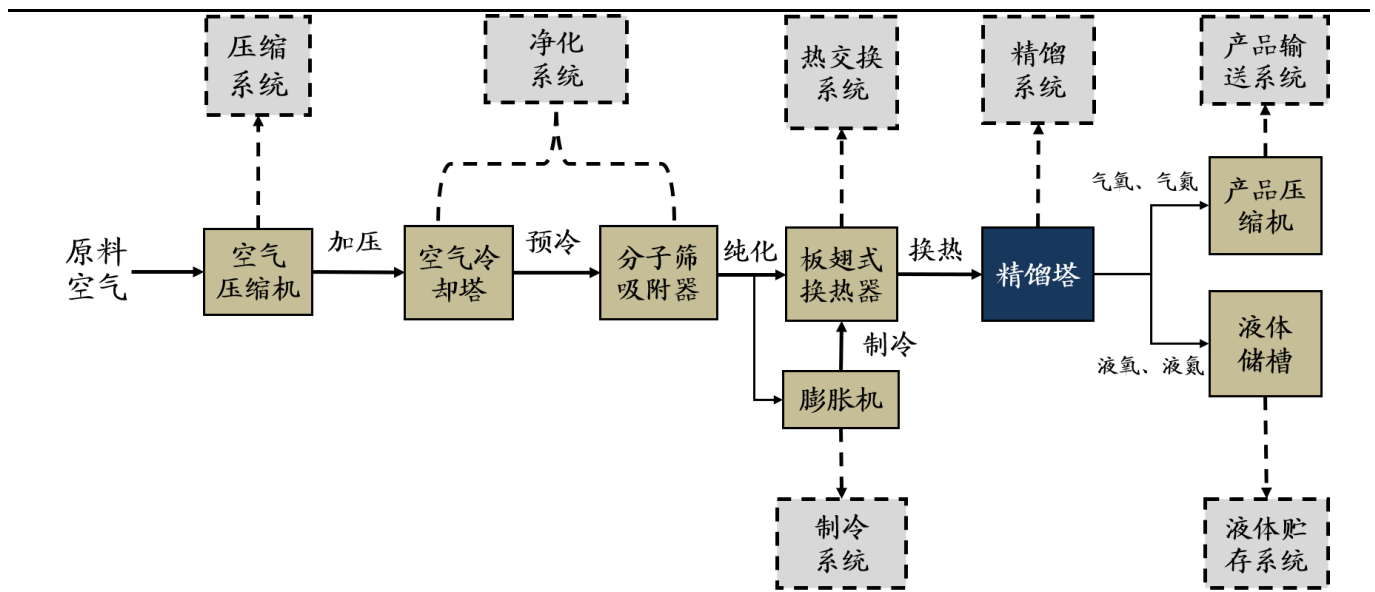 压缩
系统
净化
系统
热交换
系统
精馏
系统
产品输
送系统
原料
空气
空气
压缩机
加压
空气冷
却塔
预冷
分子筛
吸附器
纯化
板翅式
换热器
换热
精馏塔
气氧、气氮
产品压
缩机
液氧、液氮
液体
储槽
制冷
膨胀机
制冷
系统
液体贮
存系统